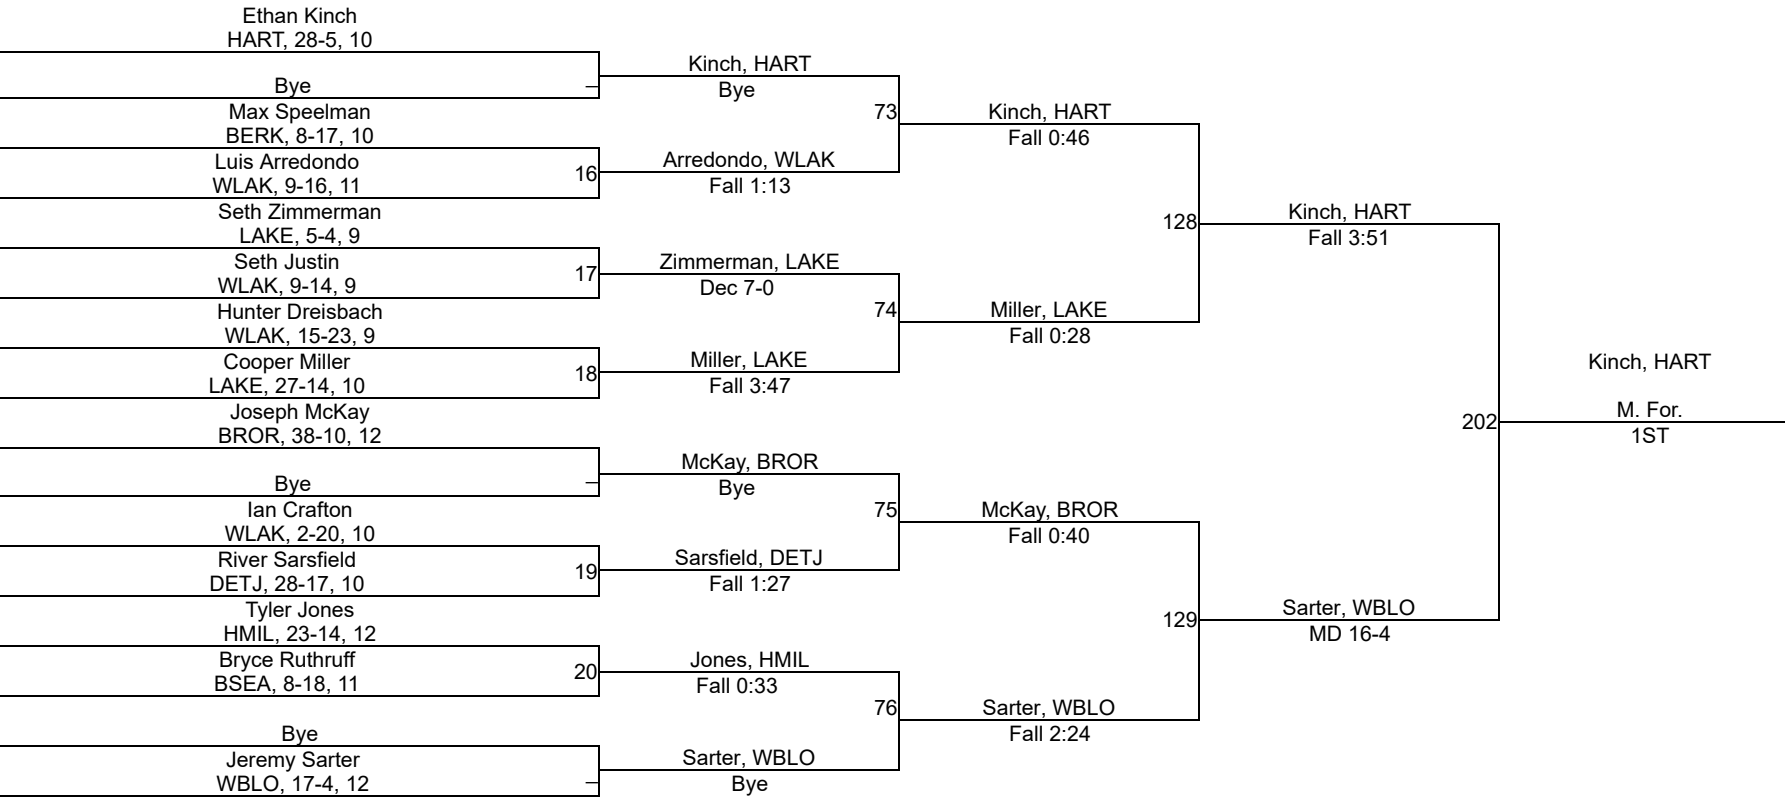 Ethan Kinch
HART, 28-5, 10
Bye
Max Speelman
BERK, 8-17, 10
Luis Arredondo
WLAK, 9-16, 11
16
Seth Zimmerman
LAKE, 5-4, 9
Seth Justin
WLAK, 9-14, 9
17
Hunter Dreisbach
WLAK, 15-23, 9
Cooper Miller
LAKE, 27-14, 10
18
Joseph McKay
BROR, 38-10, 12
Bye
Ian Crafton
WLAK, 2-20, 10
River Sarsfield
DETJ, 28-17, 10
19
Tyler Jones
HMIL, 23-14, 12
Bryce Ruthruff
BSEA, 8-18, 11
20
Bye
Jeremy Sarter
WBLO, 17-4, 12
Kinch, HART
Bye
73
Arredondo, WLAK
Fall 1:13
Zimmerman, LAKE
Dec 7-0
74
Miller, LAKE
Fall 3:47
McKay, BROR
Bye
75
Sarsfield, DETJ
Fall 1:27
Jones, HMIL
Fall 0:33
76
Sarter, WBLO
Bye
Kinch, HART
Fall 0:46
128
Miller, LAKE
Fall 0:28
McKay, BROR
Fall 0:40
129
Sarter, WBLO
Fall 2:24
Kinch, HART
Fall 3:51
202
Sarter, WBLO
MD 16-4
Kinch, HART
M. For.
1ST